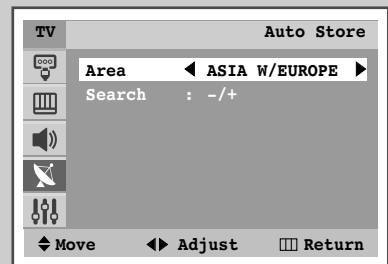 TV Auto Store
Area ◀ ASIA W/EUROPE ▶
Search : -/+
Move Adjust Return